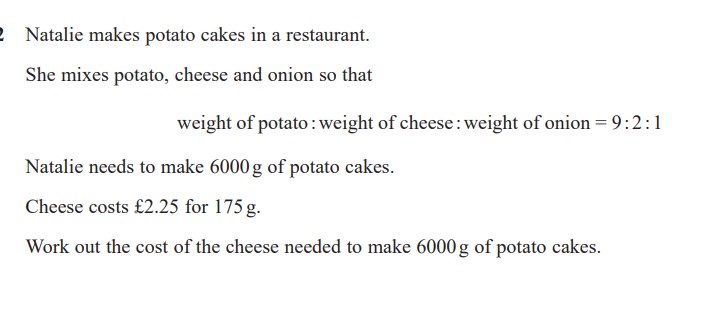 2 Natalie makes potato cakes in a restaurant.
She mixes potato, cheese and onion so that
weight of potato : weight of cheese : weight of onion = 9 : 2 : 1
Natalie needs to make 6000 g of potato cakes.
Cheese costs £2.25 for 175 g.
Work out the cost of the cheese needed to make 6000 g of potato cakes.